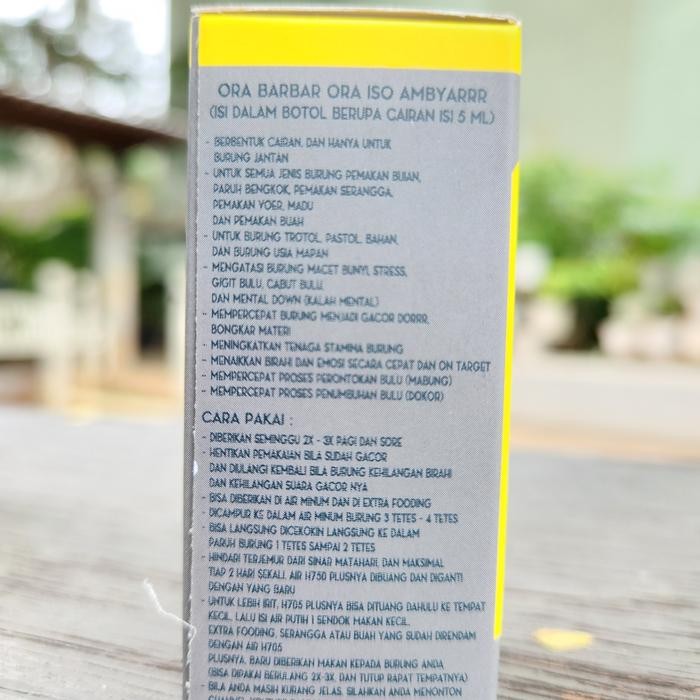 ORA BARBAR ORA ISO AMBYARRR
(ISI DALAM BOTOL BERUPA CAIRAN ISI 5 ML)
- BERBENTUK CAIRAN, DAN HANYA UNTUK
BURUNG JANTAN
- UNTUK SEMUA JENIS BURUNG PEMAKAN BIJIAN,
PARUH BENGKOK, PEMAKAN SERANGGA,
PEMAKAN VOER, MADU
DAN PEMAKAN BUAH
- UNTUK BURUNG TROTOL, PASTOL, BAHAN,
DAN BURUNG USIA MAPAN
- MENGATASI BURUNG MACET BUNYI, STRESS,
GIGIT BULU, CABUT BULU
DAN MENTAL DOWN (KALAH MENTAL)
- MEMPERCEPAT BURUNG MENJADI GACOR DORRR,
BONGKAR MATERI
- MENINGKATKAN TENAGA STAMINA BURUNG
- MENAIKKAN BIRAHI DAN EMOSI SECARA CEPAT DAN ON TARGET
- MEMPERCEPAT PROSES PERONTOKAN BULU (MABUNG)
- MEMPERCEPAT PROSES PENUMBUHAN BULU (DOKOR)
CARA PAKAI :
- DIBERIKAN SEMINGGU 2X - 3X PAGI DAN SORE
- HENTIKAN PEMAKAIAN BILA SUDAH GACOR
DAN DIULANGI KEMBALI BILA BURUNG KEHILANGAN BIRAHI
DAN KEHILANGAN SUARA GACOR NYA
- BISA DIBERIKAN DI AIR MINUM DAN DI EXTRA FOODING
DICAMPUR KE DALAM AIR MINUM BURUNG 3 TETES - 4 TETES
- BISA LANGSUNG DICEKOKIN LANGSUNG KE DALAM
PARUH BURUNG 1 TETES SAMPAI 2 TETES
- HINDARI TERJEMUR DARI SINAR MATAHARI, DAN MAKSIMAL
TIAP 2 HARI SEKALI, AIR H750 PLUSNYA DIBUANG DAN DIGANTI
DENGAN YANG BARU
- UNTUK LEBIH IRIT, H705 PLUSNYA BISA DITUANG DAHULU KE TEMPAT
KECIL, LALU ISI AIR PUTIH 1 SENDOK MAKAN KECIL,
EXTRA FOODING, SERANGGA ATAU BUAH YANG SUDAH DIRENDAM
DENGAN AIR H705
PLUSNYA, BARU DIBERIKAN MAKAN KEPADA BURUNG ANDA
(BISA DIPAKAI BERULANG 2X-3X, DAN TUTUP RAPAT TEMPATNYA)
- BILA ANDA MASIH KURANG JELAS, SILAHKAN ANDA MENONTON